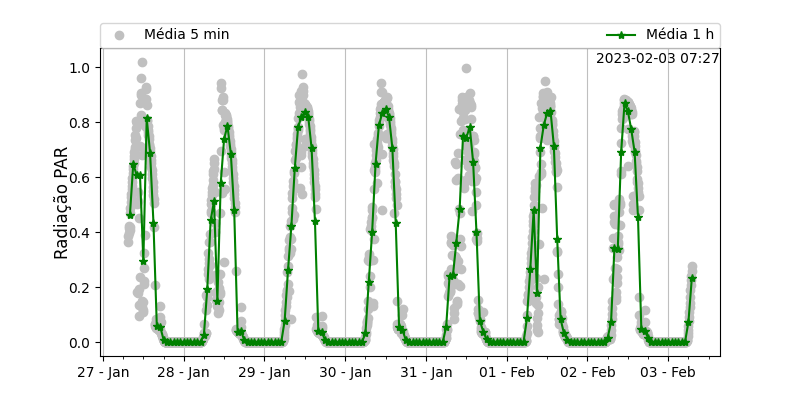 Média 5 min
Média 1 h
2023-02-03 07:27
Radiação PAR
1.0
0.8
0.6
0.4
0.2
0.0
27 - Jan
28 - Jan
29 - Jan
30 - Jan
31 - Jan
01 - Feb
02 - Feb
03 - Feb